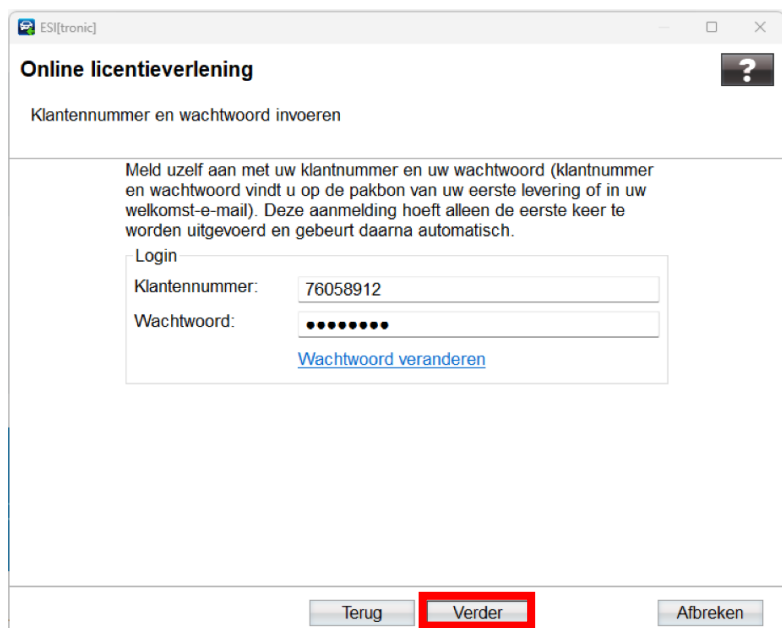 ESI[tronic]
Online licentieverlening
?
Klantennummer en wachtwoord invoeren
Meld uzelf aan met uw klantnummer en uw wachtwoord (klantnummer
en wachtwoord vindt u op de pakbon van uw eerste levering of in uw
welkomst-e-mail). Deze aanmelding hoeft alleen de eerste keer te
worden uitgevoerd en gebeurt daarna automatisch.
Login
Klantennummer: 76058912
Wachtwoord: ●●●●●●●●
Wachtwoord veranderen
Terug Verder Afbreken